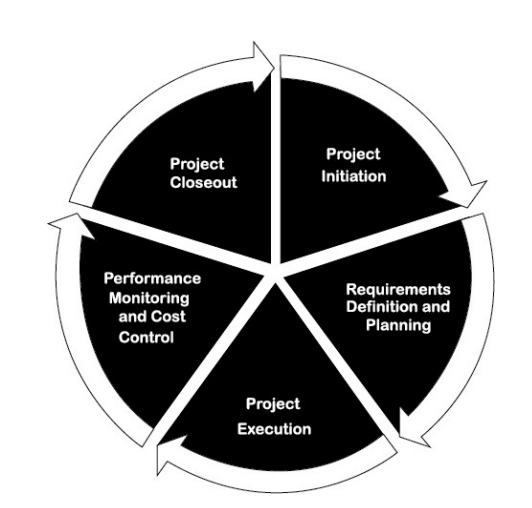 Project
Initiation
Requirements
Definition and
Planning
Project
Execution
Performance
Monitoring
and Cost
Control
Project
Closeout